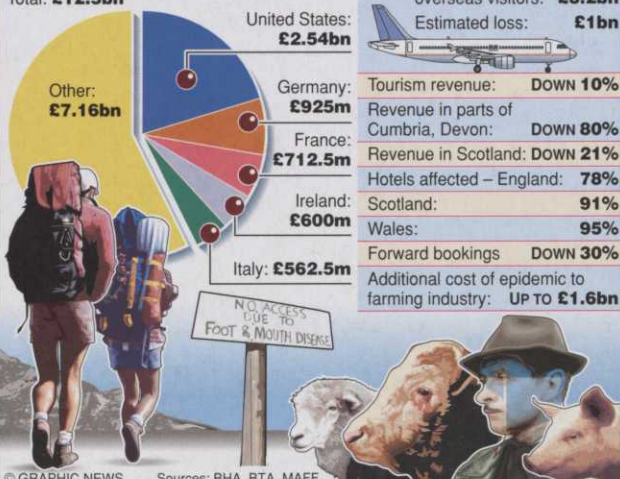 Total: £12.5bn
United States:
£2.54bn
Other:
£7.16bn
Germany:
£925m
France:
£712.5m
Ireland:
£600m
Italy: £562.5m
overseas visitors:
Estimated loss: £1bn
Tourism revenue: DOWN 10%
Revenue in parts of
Cumbria, Devon: DOWN 80%
Revenue in Scotland: DOWN 21%
Hotels affected – England: 78%
Scotland: 91%
Wales: 95%
Forward bookings DOWN 30%
Additional cost of epidemic to
farming industry: UP TO £1.6bn
NO ACCESS
DUE TO
FOOT & MOUTH DISEASE
© GRAPHIC NEWS Sources: BHA, BTA, MAFF